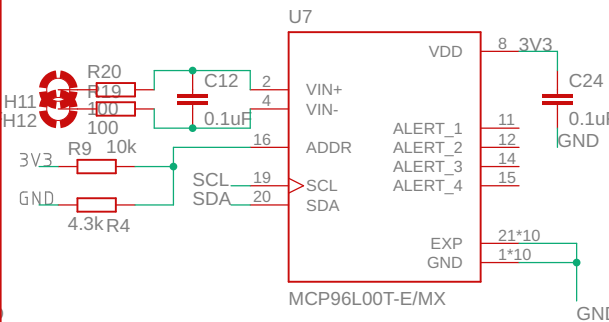 U7
R20
R19
H11
H12
100
100
C12
0.1uF
2
VIN+
4
VIN-
16
ADDR
3V3
R9
10k
GND
4.3k
R4
SCL
19
SCL
SDA
20
SDA
VDD
8
3V3
C24
0.1uF
GND
ALERT_1
11
ALERT_2
12
ALERT_3
14
ALERT_4
15
EXP
21*10
GND
1*10
MCP96L00T-E/MX
GND